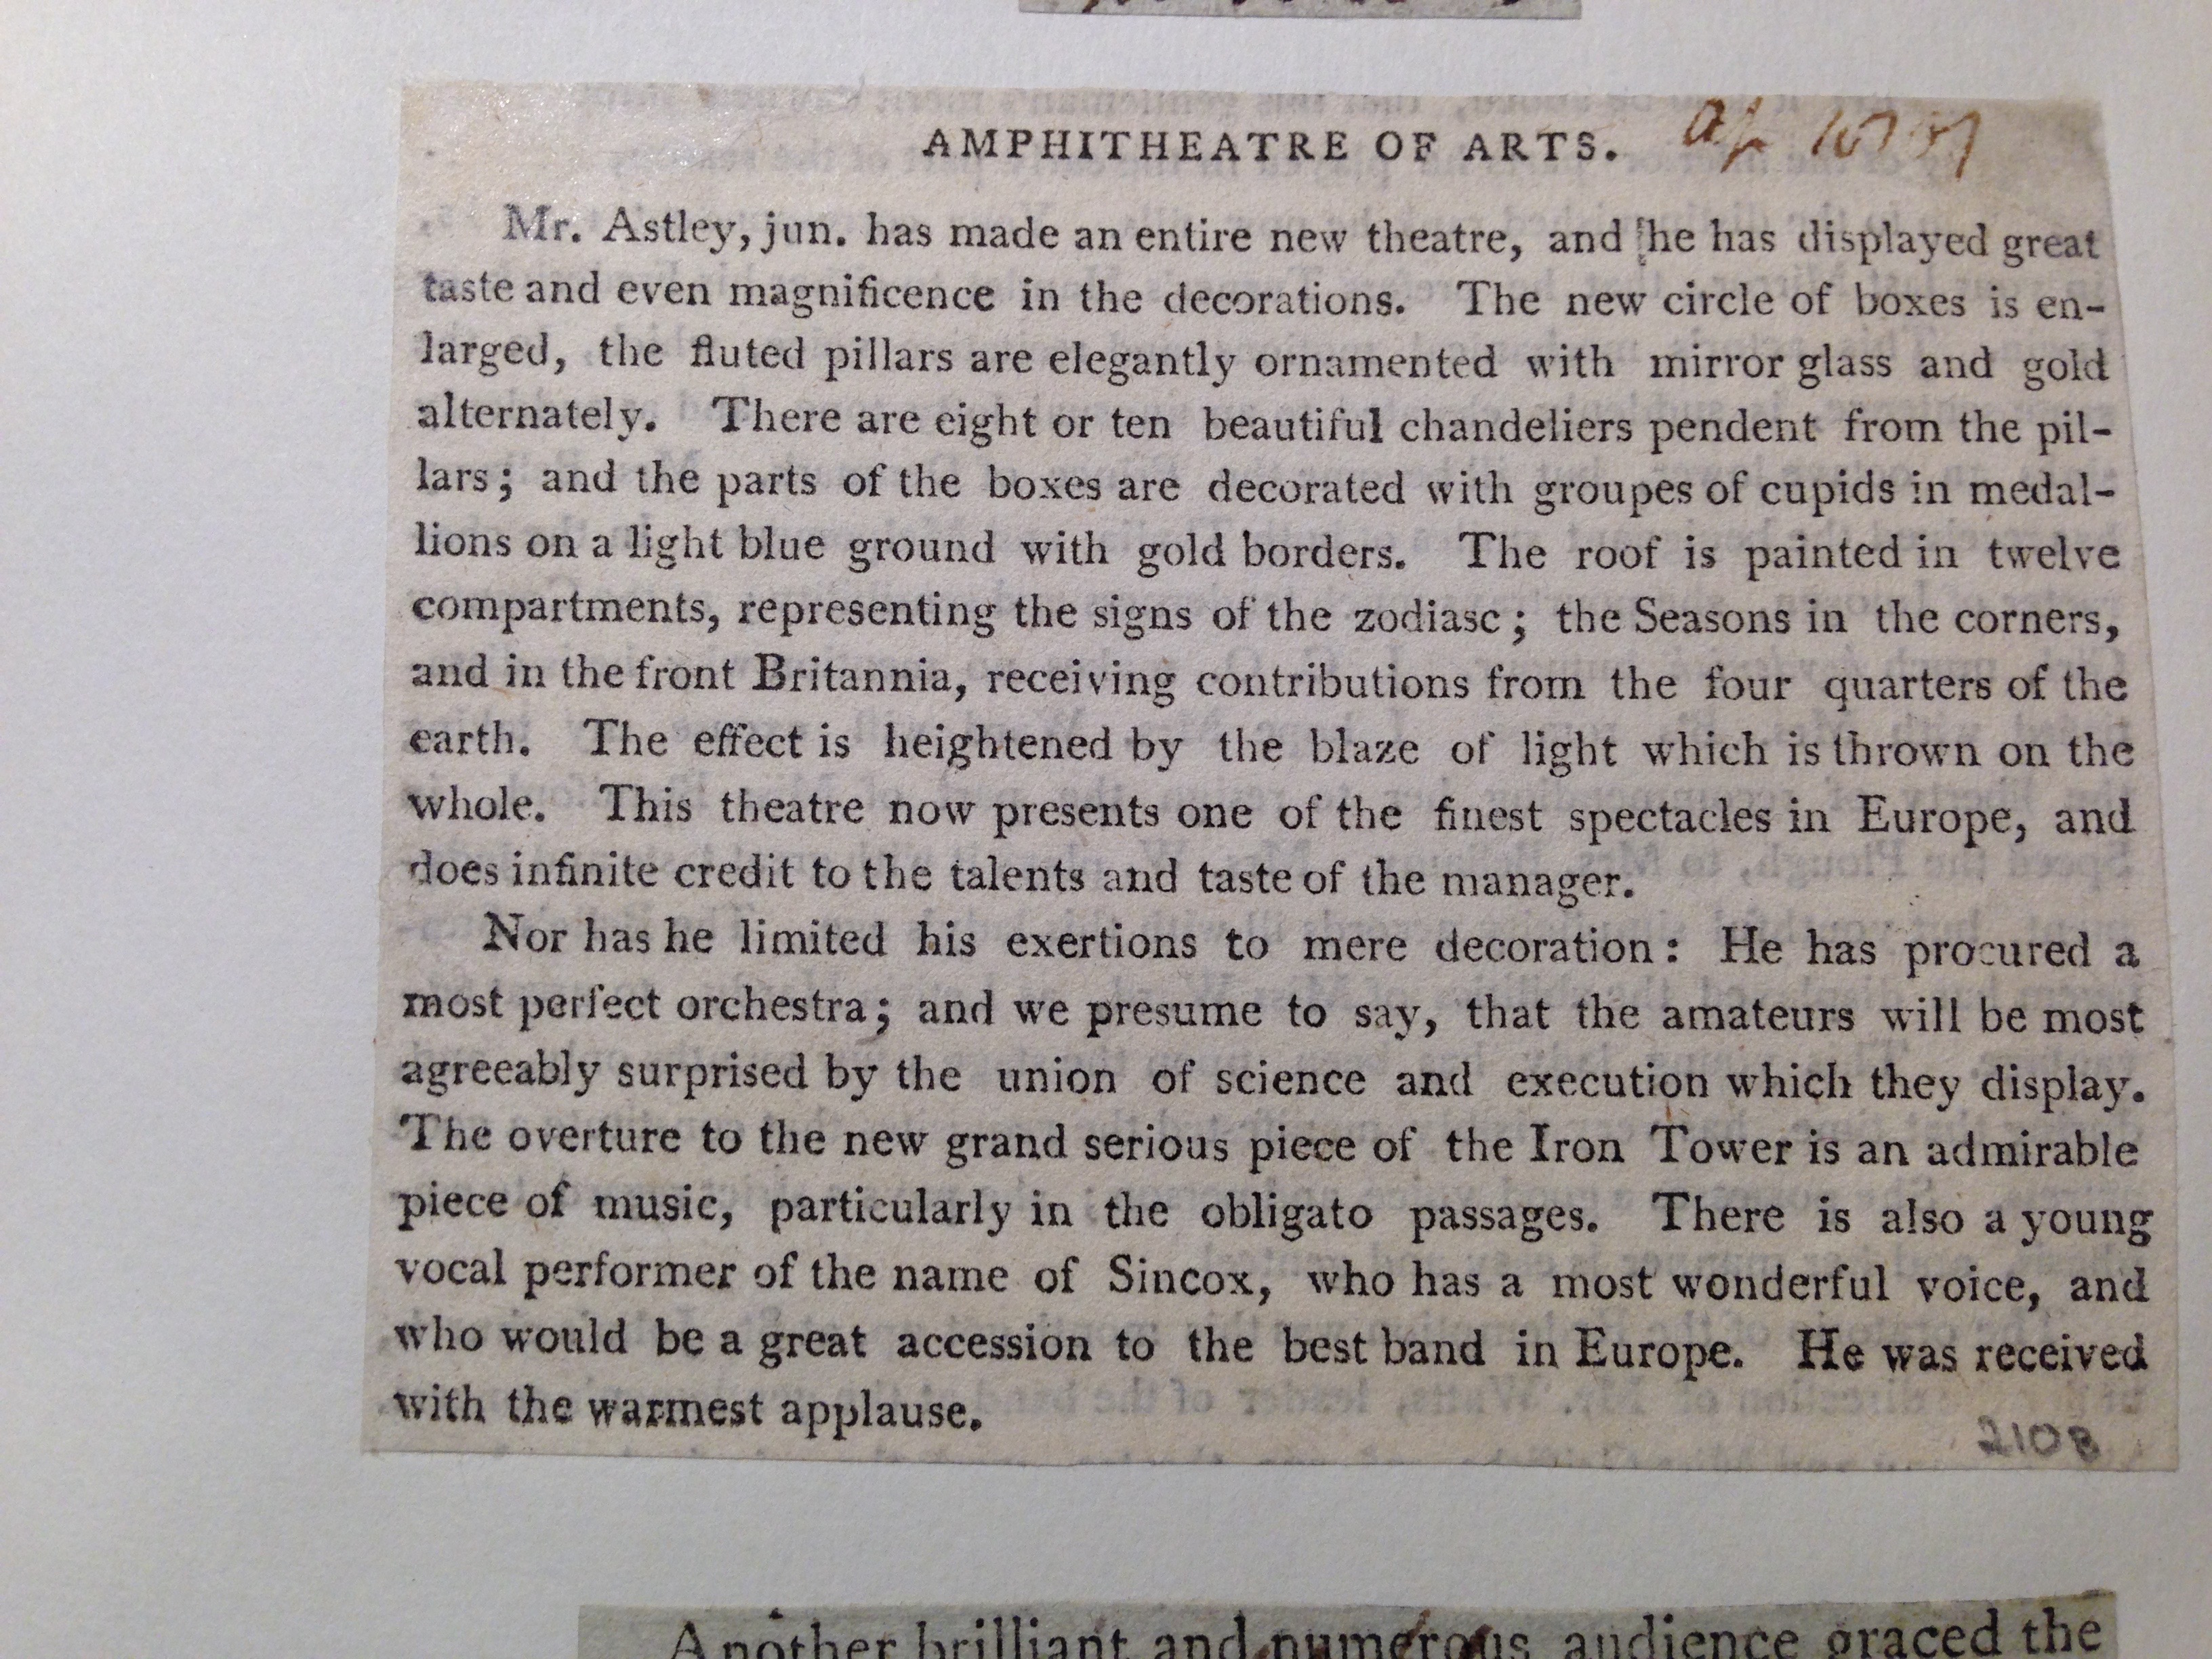 AMPHITHEATRE OF ARTS.
Mr. Astley, jun. has made an entire new theatre, and he has displayed great
taste and even magnificence in the decorations. The new circle of boxes is en-
larged, the fluted pillars are elegantly ornamented with mirror glass and gold
alternately. There are eight or ten beautiful chandeliers pendent from the pil-
lars; and the parts of the boxes are decorated with groupes of cupids in medal-
lions on a light blue ground with gold borders. The roof is painted in twelve
compartments, representing the signs of the zodiasc; the Seasons in the corners,
and in the front Britannia, receiving contributions from the four quarters of the
earth. The effect is heightened by the blaze of light which is thrown on the
whole. This theatre now presents one of the finest spectacles in Europe, and
does infinite credit to the talents and taste of the manager.
Nor has he limited his exertions to mere decoration: He has procured a
most perfect orchestra; and we presume to say, that the amateurs will be most
agreeably surprised by the union of science and execution which they display.
The overture to the new grand serious piece of the Iron Tower is an admirable
piece of music, particularly in the obligato passages. There is also a young
vocal performer of the name of Sincox, who has a most wonderful voice, and
who would be a great accession to the best band in Europe. He was received
with the warmest applause.
2108
Another brilliant and numerous audience graced the